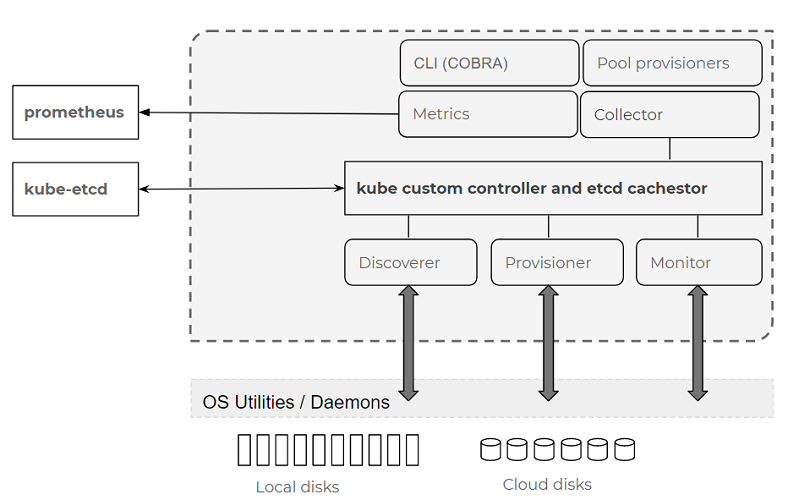 CLI (COBRA)
Pool provisioners
prometheus
Metrics
Collector
kube-etcd
kube custom controller and etcd cachestor
Discoverer
Provisioner
Monitor
OS Utilities / Daemons
Local disks
Cloud disks